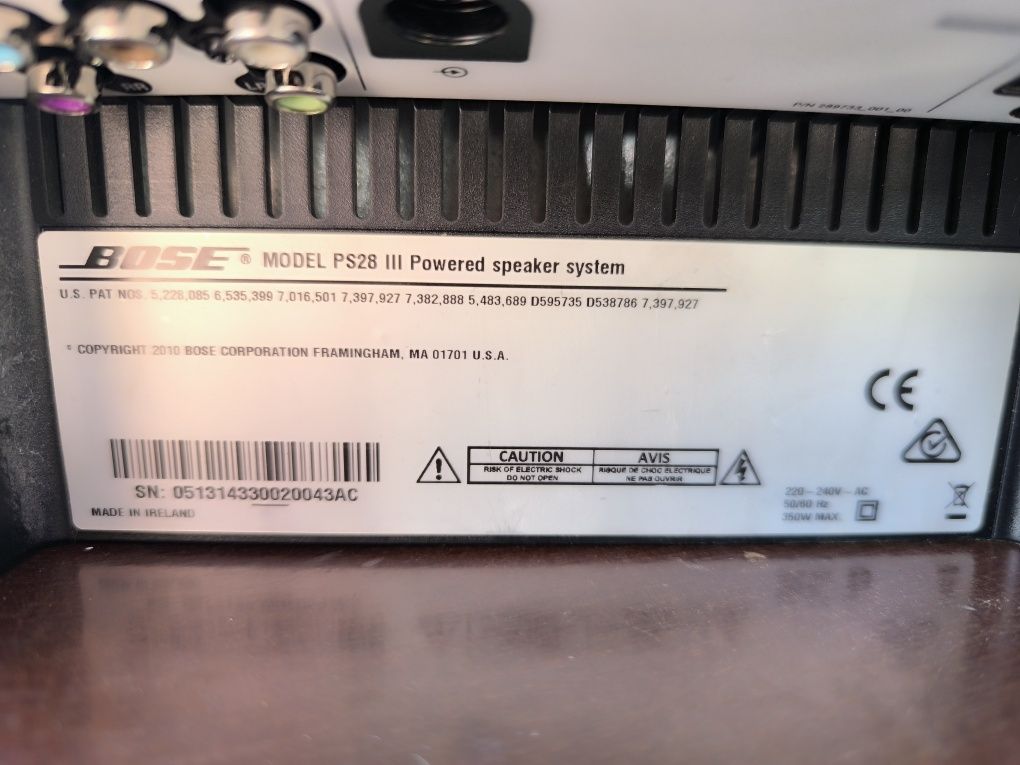 RR
P/N 289733_001_00
BOSE ® MODEL PS28 III Powered speaker system
U.S. PAT NOS. 5,228,085 6,535,399 7,016,501 7,397,927 7,382,888 5,483,689 D595735 D538786 7,397,927
© COPYRIGHT 2010 BOSE CORPORATION FRAMINGHAM, MA 01701 U.S.A.
CE
CAUTION AVIS
RISK OF ELECTRIC SHOCK RISQUE DE CHOC ELECTRIQUE
DO NOT OPEN NE PAS OUVRIR
SN: 051314330020043AC
MADE IN IRELAND
220-240V~AC
50/60 Hz
350W MAX.